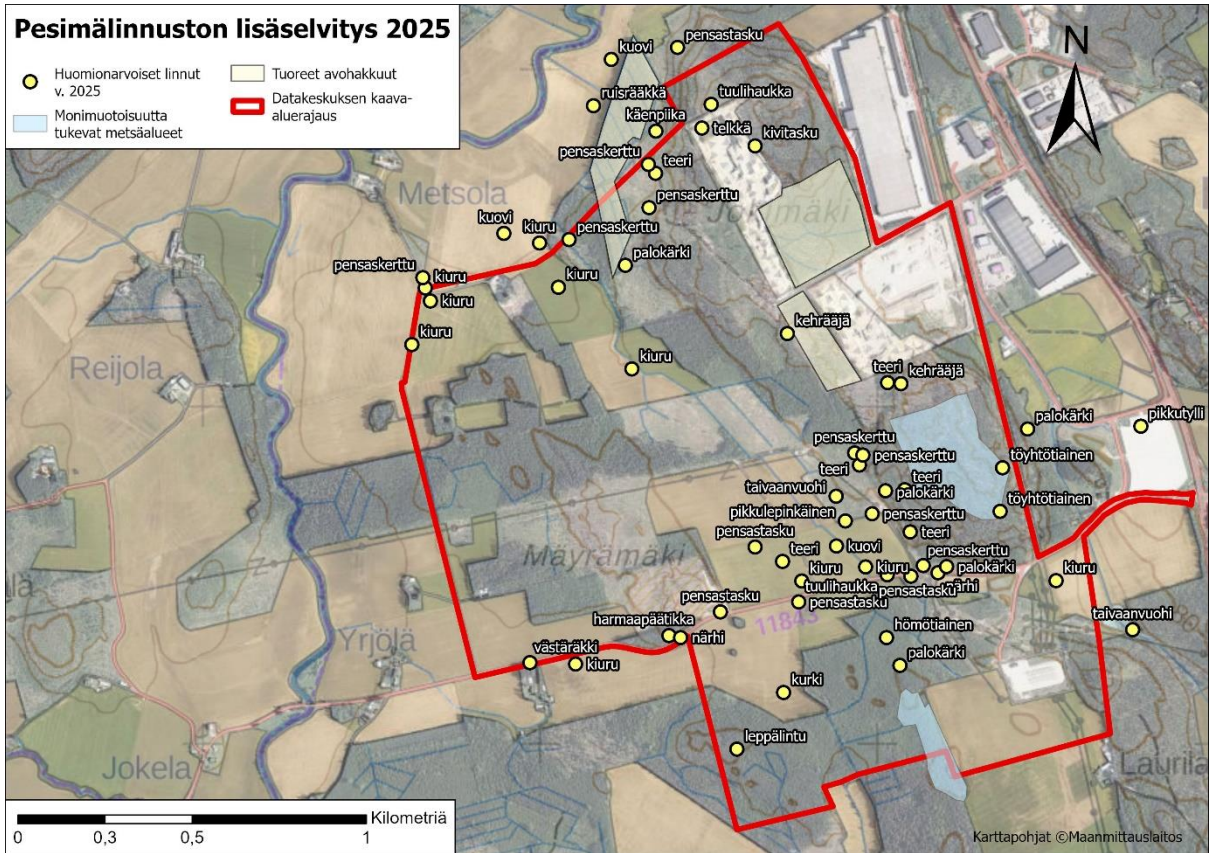 Pesimälinnuston lisäselvitys 2025
Huomionarvoiset linnut
v. 2025
Monimuotoisuutta
tukevat metsäalueet
Tuoreet avohakkuut
Datakeskuksen kaava-
aluerajaus
N
kuovi
pensastasku
ruisrääkkä
tuulihaukka
käenpiika
telkkä
kivitasku
pensaskerttu
teeri
Metsola
pensaskerttu
Jokimäki
kuovi
kiuru
pensaskerttu
palokärki
pensaskerttu
kiuru
kiuru
kiuru
kiuru
kehrääjä
Reijola
kiuru
teeri
kehrääjä
palokärki
pikkutylli
pensaskerttu
pensaskerttu
teeri
töyhtötiainen
taivaanvuohi
teeri
palokärki
pikkulepinkäinen
pensaskerttu
töyhtötiainen
pensastasku
teeri
Mäyrämäki
teeri
kuovi
pensaskerttu
kiuru
kiuru
palokärki
kiuru
tuulihaukka
pensastasku
närhi
pensastasku
pensastasku
11843
taivaanvuohi
harmaapäätikka
närhi
hömötiainen
Yrjölä
västäräkki
kiuru
palokärki
kurki
leppälintu
Jokela
Laurila
Kilometriä
0
0,3
0,5
1
Karttapohjat ©Maanmittauslaitos